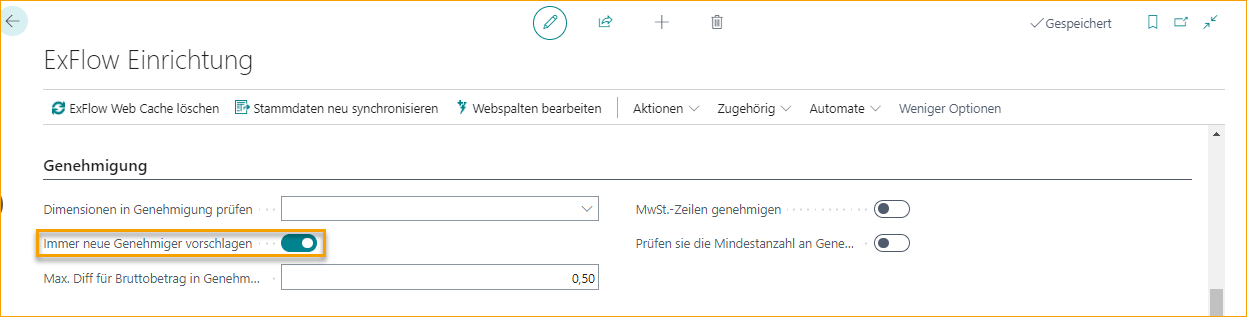 Gespeichert
ExFlow Einrichtung
ExFlow Web Cache löschen Stammdaten neu synchronisieren Webspalten bearbeiten Aktionen Zugehörig Automate Weniger Optionen
Genehmigung
Dimensionen in Genehmigung prüfen MwSt.-Zeilen genehmigen
Immer neue Genehmiger vorschlagen Prüfen sie die Mindestanzahl an Gene...
Max. Diff für Bruttobetrag in Genehm... 0,50